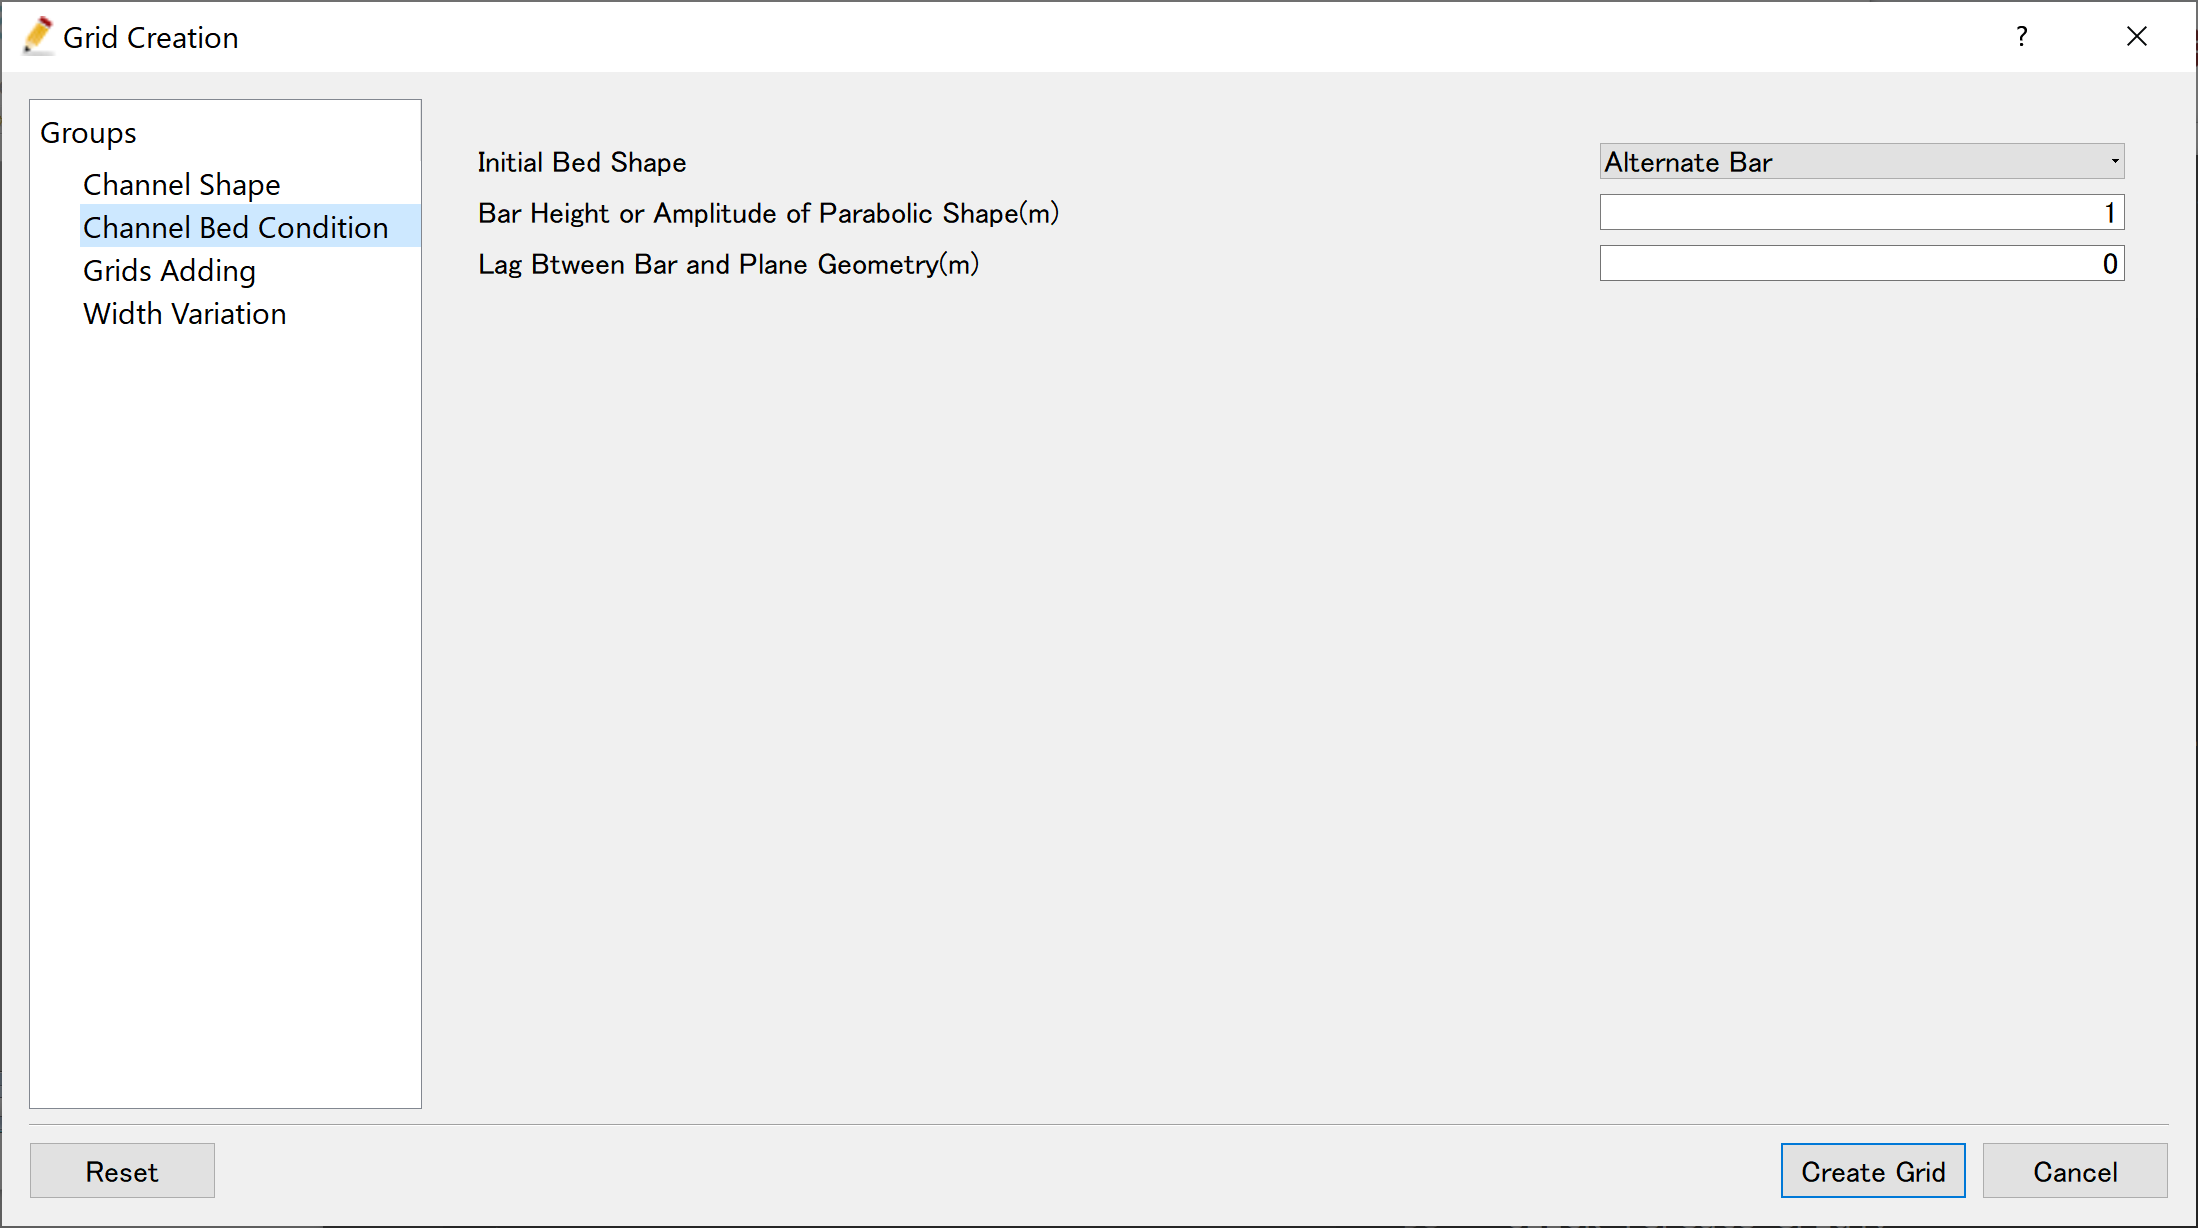 Grid Creation
?
Groups
Channel Shape
Channel Bed Condition
Grids Adding
Width Variation
Initial Bed Shape
Alternate Bar
Bar Height or Amplitude of Parabolic Shape(m)
1
Lag Btween Bar and Plane Geometry(m)
0
Reset
Create Grid
Cancel